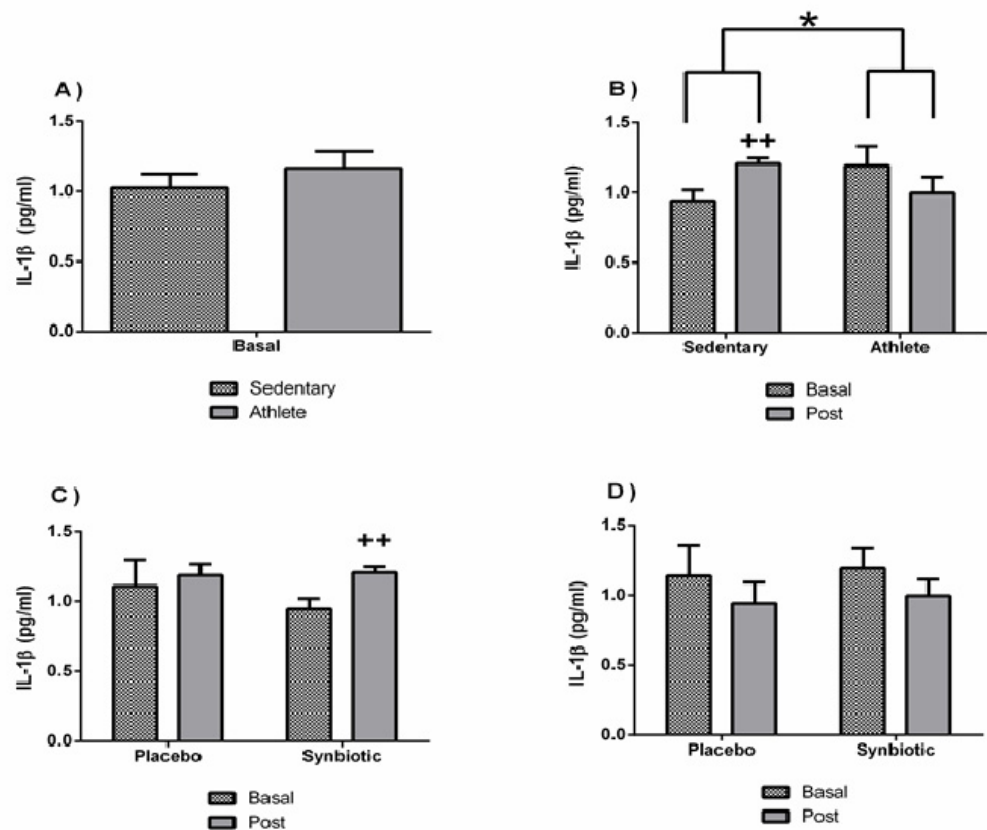 A)
1.5
1.0
0.5
0.0
IL-1β (pg/ml)
Basal
Sedentary
Athlete
*
B)
1.5
1.0
0.5
0.0
IL-1β (pg/ml)
++
Sedentary Athlete
Basal
Post
C)
1.5
1.0
0.5
0.0
IL-1β (pg/ml)
++
Placebo Synbiotic
Basal
Post
D)
1.5
1.0
0.5
0.0
IL-1β (pg/ml)
Placebo Synbiotic
Basal
Post